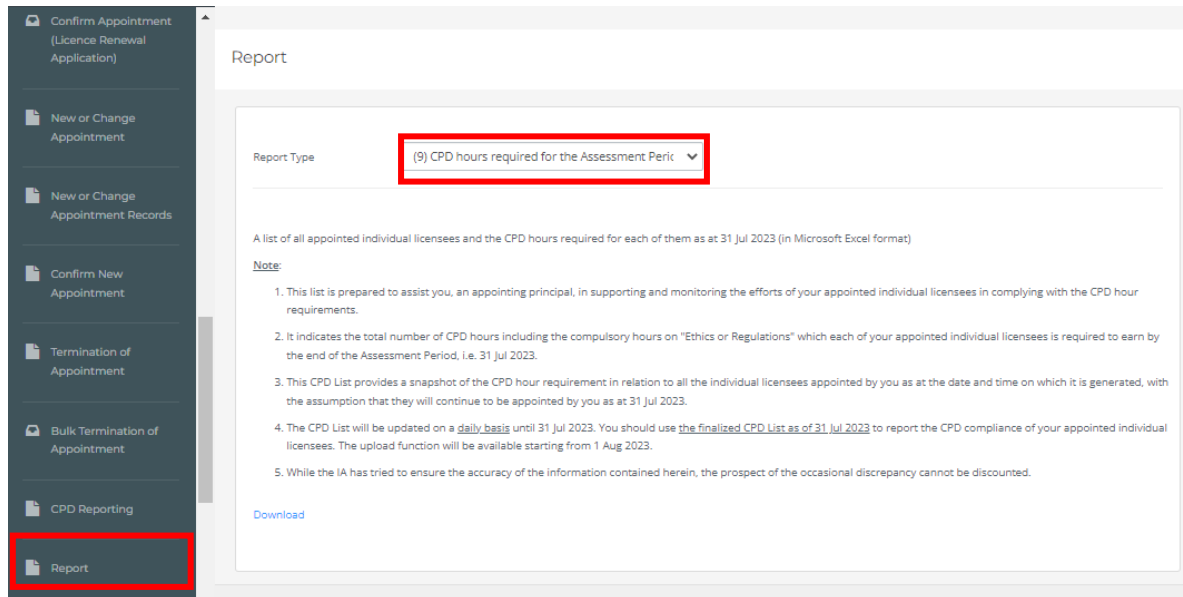 Confirm Appointment
(Licence Renewal
Application)
New or Change
Appointment
New or Change
Appointment Records
Confirm New
Appointment
Termination of
Appointment
Bulk Termination of
Appointment
CPD Reporting
Report
Report
Report Type
(9) CPD hours required for the Assessment Peric
A list of all appointed individual licensees and the CPD hours required for each of them as at 31 Jul 2023 (in Microsoft Excel format)
Note:
1. This list is prepared to assist you, an appointing principal, in supporting and monitoring the efforts of your appointed individual licensees in complying with the CPD hour
requirements.
2. It indicates the total number of CPD hours including the compulsory hours on "Ethics or Regulations" which each of your appointed individual licensees is required to earn by
the end of the Assessment Period, i.e. 31 Jul 2023.
3. This CPD List provides a snapshot of the CPD hour requirement in relation to all the individual licensees appointed by you as at the date and time on which it is generated, with
the assumption that they will continue to be appointed by you as at 31 Jul 2023.
4. The CPD List will be updated on a daily basis until 31 Jul 2023. You should use the finalized CPD List as of 31 Jul 2023 to report the CPD compliance of your appointed individual
licensees. The upload function will be available starting from 1 Aug 2023.
5. While the IA has tried to ensure the accuracy of the information contained herein, the prospect of the occasional discrepancy cannot be discounted.
Download